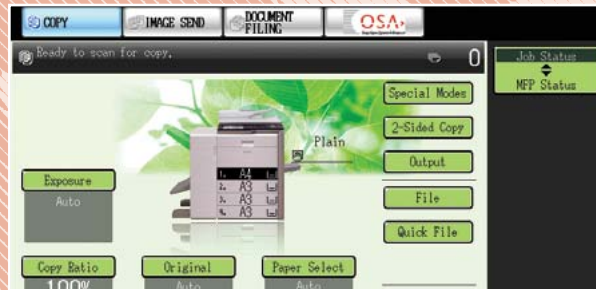 COPY
IMAGE SEND
DOCUMENT
FILING
OSA
Ready to scan for copy.
0
Job Status
MFP Status
Special Modes
2-Sided Copy
Plain
Output
1. A4
2. A3
3. A3
4. A3
Exposure
Auto
File
Quick File
Copy Ratio
Original
Paper Select
100%
Auto
Auto